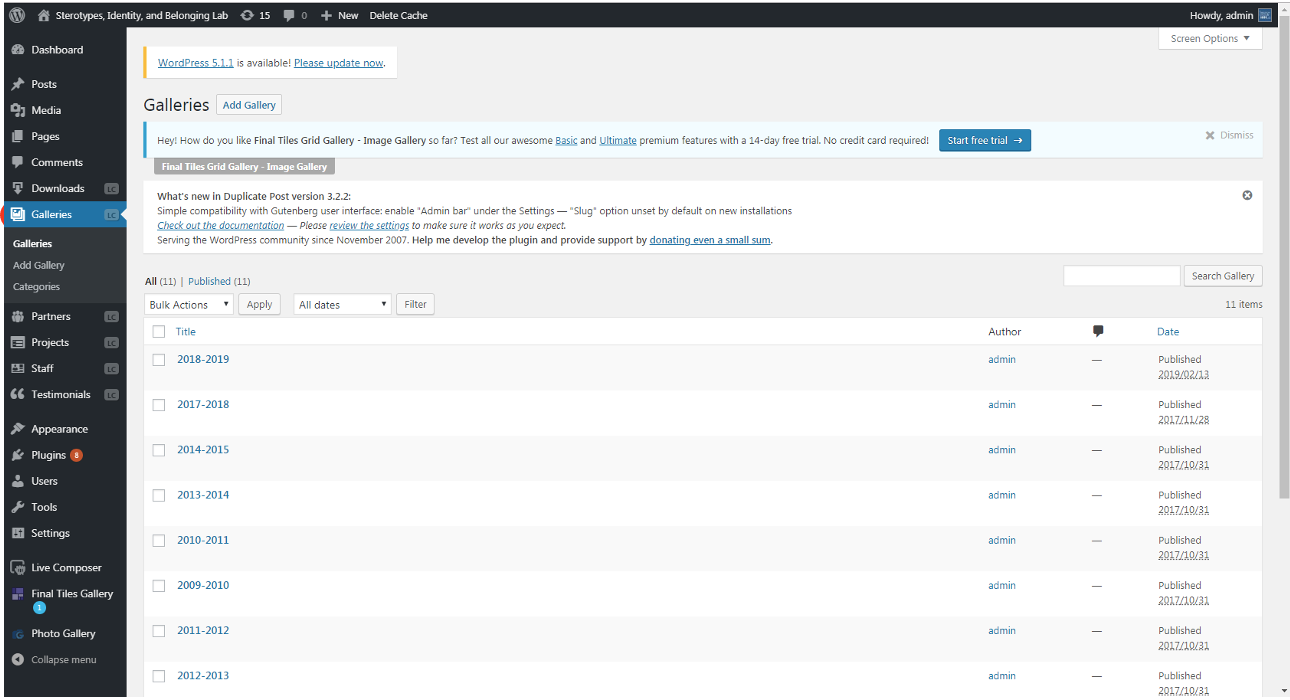 Sterotypes, Identity, and Belonging Lab 15 0 New Delete Cache Howdy, admin
Screen Options
Dashboard
Posts
Media
Pages
Comments
Downloads LC
Galleries LC
Galleries
Add Gallery
Categories
Partners LC
Projects LC
Staff LC
Testimonials LC
Appearance
Plugins 8
Users
Tools
Settings
Live Composer
Final Tiles Gallery
1
Photo Gallery
Collapse menu
WordPress 5.1.1 is available! Please update now.
Galleries Add Gallery
Hey! How do you like Final Tiles Grid Gallery - Image Gallery so far? Test all our awesome Basic and Ultimate premium features with a 14-day free trial. No credit card required! Start free trial → Dismiss
Final Tiles Grid Gallery - Image Gallery
What's new in Duplicate Post version 3.2.2:
Simple compatibility with Gutenberg user interface: enable "Admin bar" under the Settings — "Slug" option unset by default on new installations
Check out the documentation — Please review the settings to make sure it works as you expect.
Serving the WordPress community since November 2007. Help me develop the plugin and provide support by donating even a small sum.
All (11) | Published (11)
Search Gallery
Bulk Actions Apply All dates Filter
11 items
Title Author Date
2018-2019 admin — Published
2019/02/13
2017-2018 admin — Published
2017/11/28
2014-2015 admin — Published
2017/10/31
2013-2014 admin — Published
2017/10/31
2010-2011 admin — Published
2017/10/31
2009-2010 admin — Published
2017/10/31
2011-2012 admin — Published
2017/10/31
2012-2013 admin — Published
2017/10/31